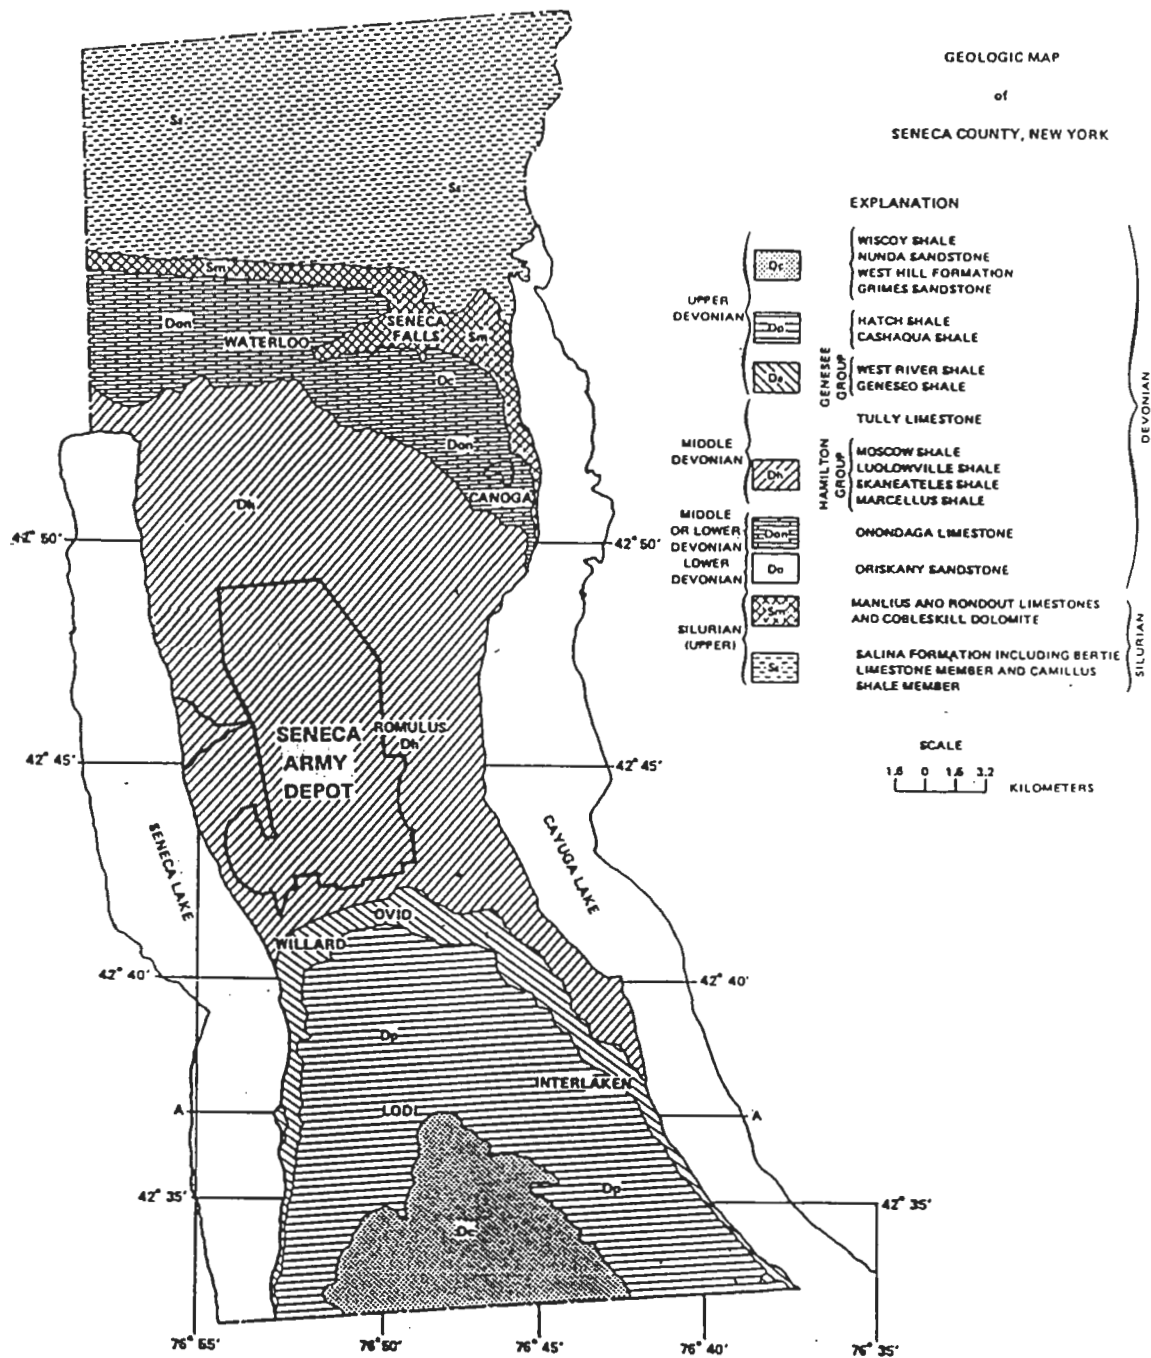 GEOLOGIC MAP
of
SENECA COUNTY, NEW YORK
EXPLANATION
UPPER DEVONIAN
Dc
WISCOY SHALE
NUNDA SANDSTONE
WEST HILL FORMATION
GRIMES SANDSTONE
HATCH SHALE
CASHAQUA SHALE
GENESEE GROUP
WEST RIVER SHALE
GENESEO SHALE
TULLY LIMESTONE
MIDDLE DEVONIAN
HAMILTON GROUP
Dh
MOSCOW SHALE
LUOLOWVILLE SHALE
SKANEATELES SHALE
MARCELLUS SHALE
MIDDLE OR LOWER DEVONIAN
Don
ONONDAGA LIMESTONE
LOWER DEVONIAN
Do
ORISKANY SANDSTONE
DEVONIAN
SILURIAN (UPPER)
Sm
MANLIUS AND RONDOUT LIMESTONES
AND COBLESKILL DOLOMITE
SALINA FORMATION INCLUDING BERTIE
LIMESTONE MEMBER AND CAMILLUS
SHALE MEMBER
SILURIAN
SCALE
1.6 0 1.6 3.2
KILOMETERS
Sm
Don
WATERLOO
SENECA
FALLS
Sm
Don
CANOGA
Dh
42° 50'
42° 50'
SENECA
ARMY
DEPOT
ROMULUS
Dh
42° 45'
42° 45'
SENECA LAKE
CAYUGA LAKE
OVID
WILLARD
42° 40'
42° 40'
Dp
INTERLAKEN
A
LODI
A
Dp
42° 35'
42° 35'
Dc
76° 55'
76° 50'
76° 45'
76° 40'
76° 35'